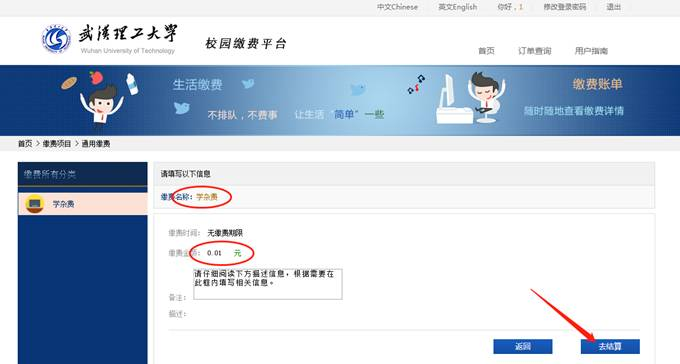 中文Chinese 英文English 你好，1 修改登录密码 退出
武汉理工大学 校园缴费平台
Wuhan University of Technology
首页 订单查询 用户指南
生活缴费 缴费账单
不排队，不费事 让生活“简单”一些 随时随地查看缴费详情
首页 > 缴费项目 > 通用缴费
缴费所有分类
学杂费
请填写以下信息
缴费名称：学杂费
缴费时间： 无缴费期限
缴费金额： 0.01 元
请仔细阅读下方描述信息，根据需要在
此框内填写相关信息。
备注：
描述：
返回 去结算